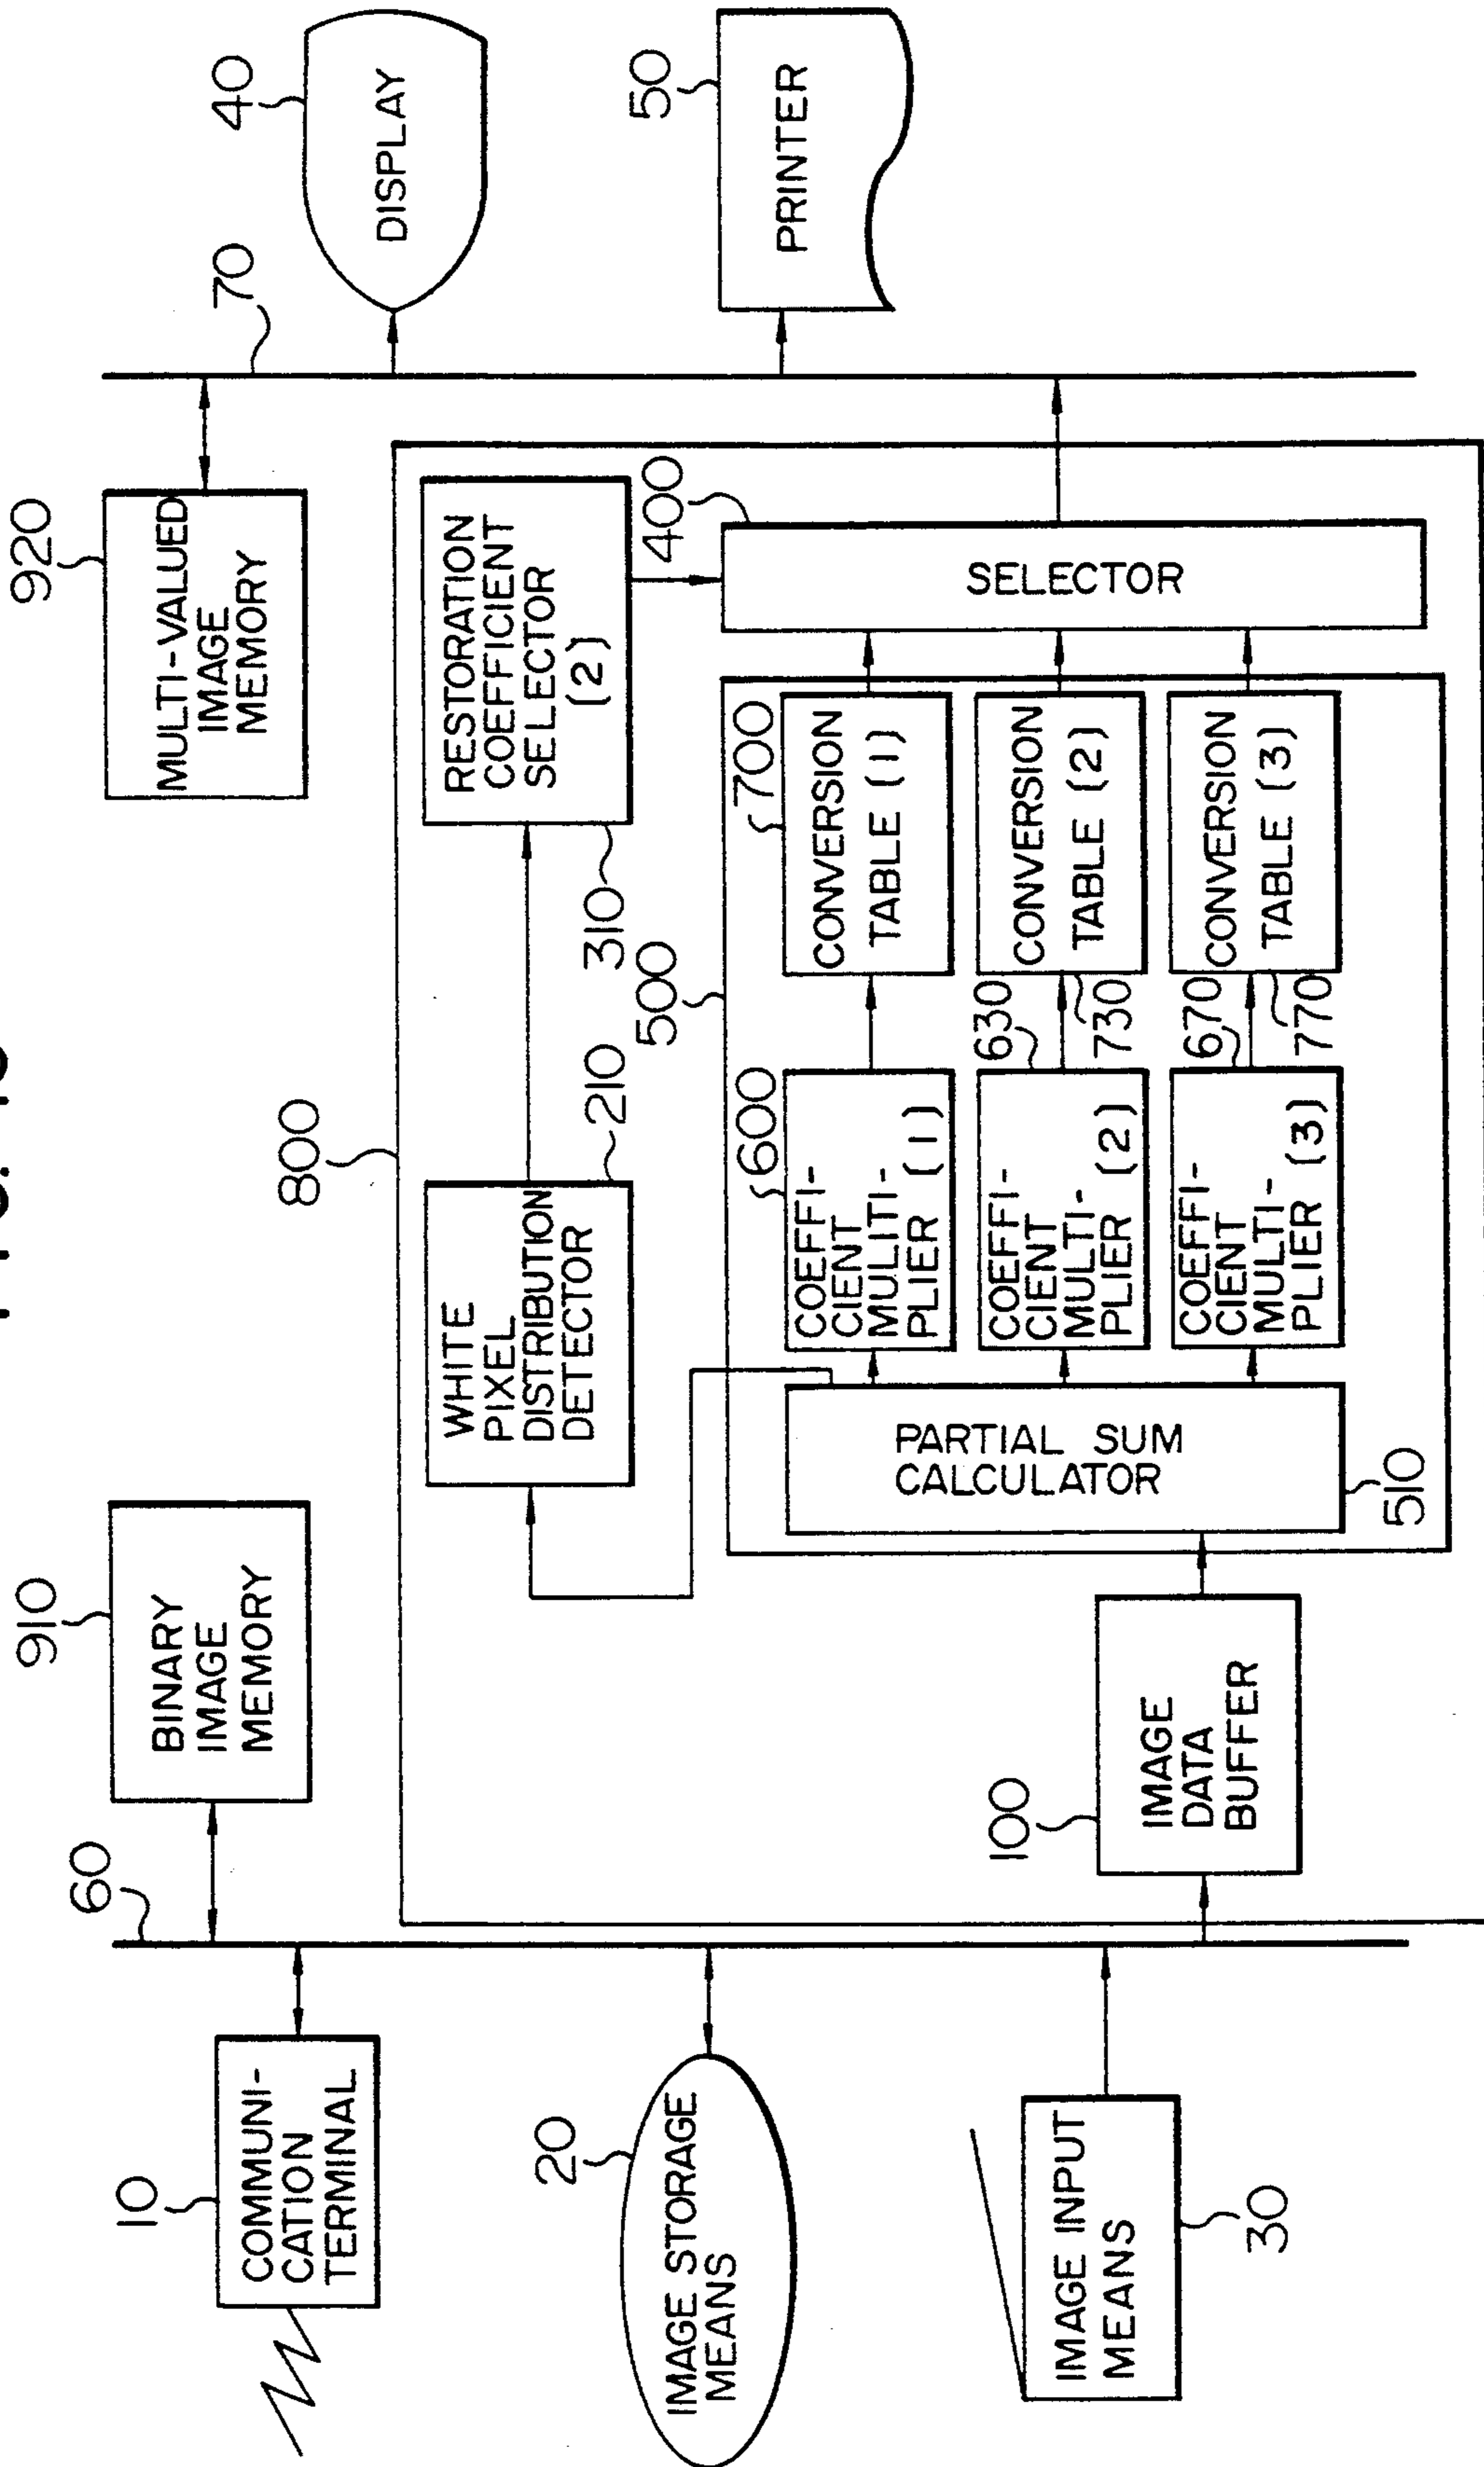 910
BINARY
IMAGE
MEMORY
920
MULTI-VALUED
IMAGE
MEMORY
60
70
10
COMMUNI-
CATION
TERMINAL
40
DISPLAY
800
WHITE
PIXEL
DISTRIBUTION
DETECTOR
210
RESTORATION
COEFFICIENT
SELECTOR
(2)
310
20
IMAGE STORAGE
MEANS
500
400
50
PRINTER
600
COEFFI-
CIENT
MULITI-
PLIER (1)
700
CONVERSION
TABLE (1)
PARTIAL SUM
CALCULATOR
510
COEFFI-
CIENT
MULTI-
PLIER (2)
630
CONVERSION
TABLE (2)
730
SELECTOR
COEFFI-
CIENT
MULTI-
PLIER (3)
670
CONVERSION
TABLE (3)
770
100
IMAGE
DATA
BUFFER
IMAGE INPUT
MEANS
30